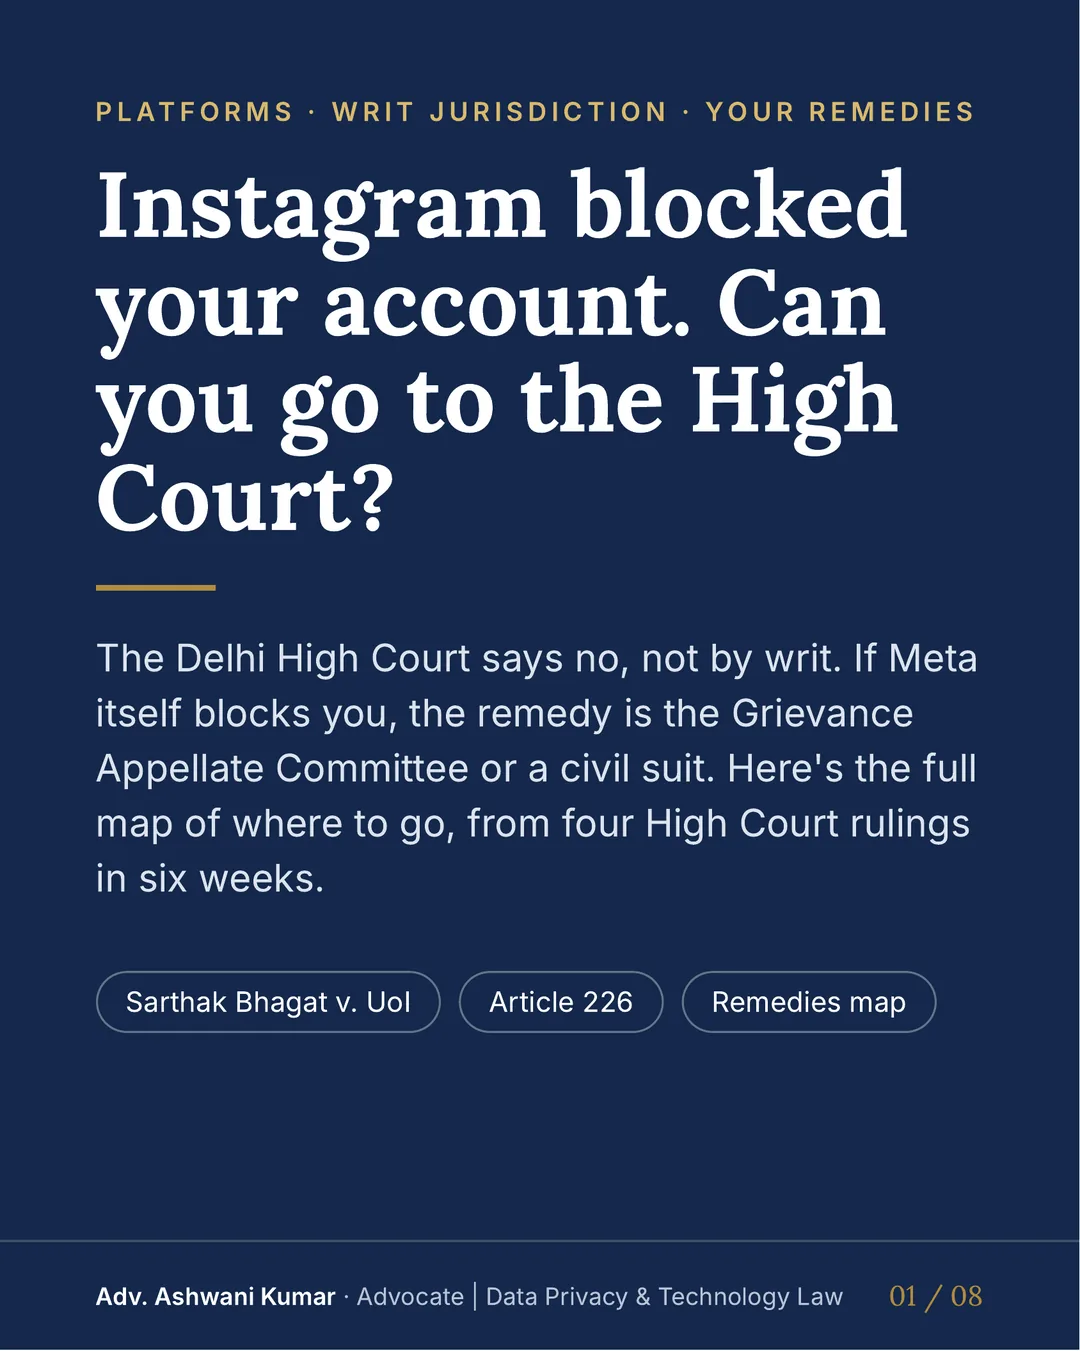 PLATFORMS · WRIT JURISDICTION · YOUR REMEDIES
Instagram blocked
your account. Can
you go to the High
Court?
The Delhi High Court says no, not by writ. If Meta
itself blocks you, the remedy is the Grievance
Appellate Committee or a civil suit. Here's the full
map of where to go, from four High Court rulings
in six weeks.
Sarthak Bhagat v. UoI
Article 226
Remedies map
Adv. Ashwani Kumar · Advocate | Data Privacy & Technology Law
01 / 08